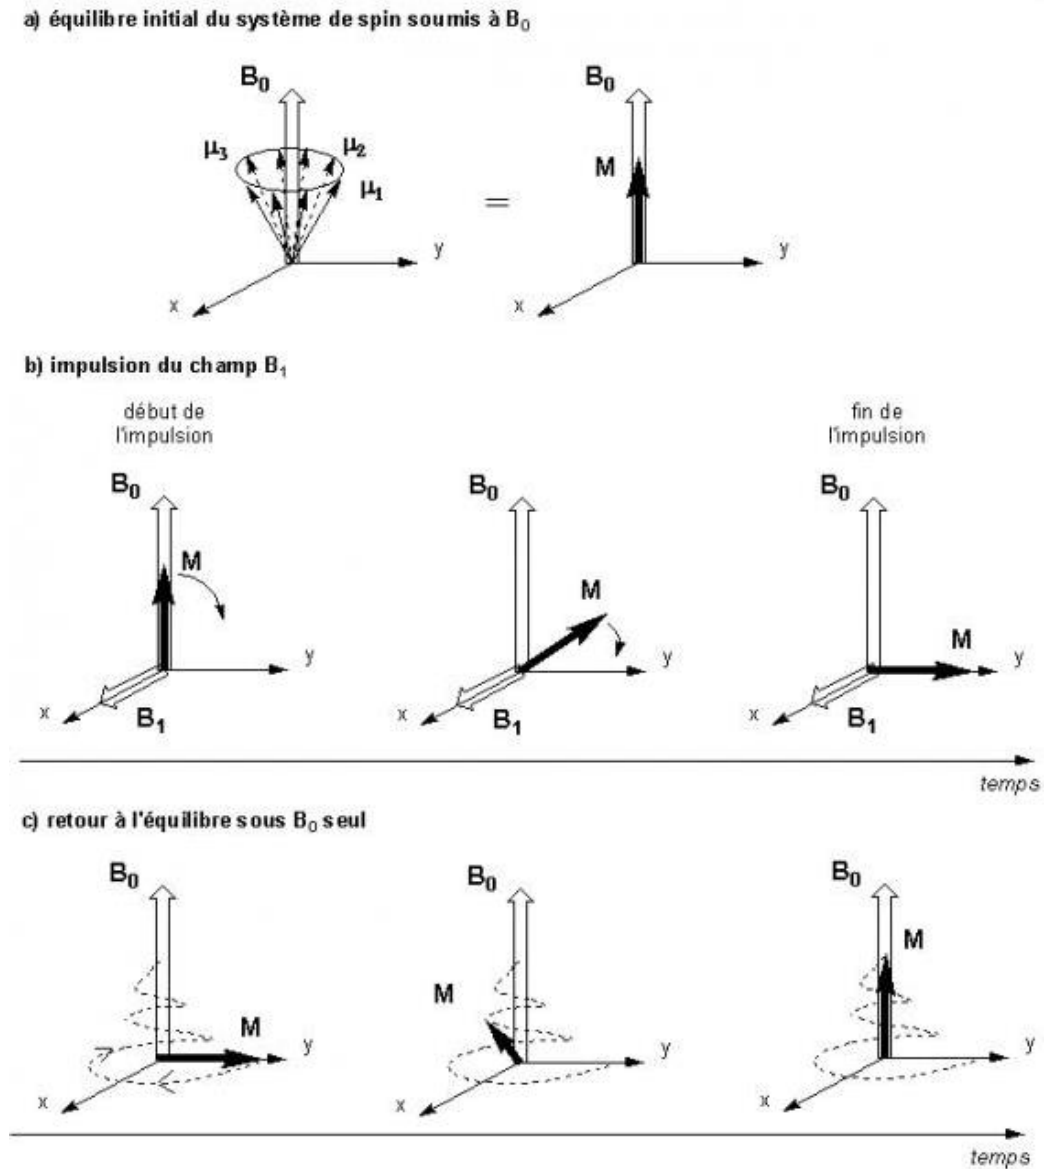 a) équilibre initial du système de spin soumis à B₀
B₀
B₀
μ₃
μ₂
μ₁
M
=
y
y
x
x
b) impulsion du champ B₁
début de
l'impulsion
fin de
l'impulsion
B₀
B₀
B₀
M
M
M
y
y
y
x
x
x
B₁
B₁
B₁
temps
c) retour à l'équilibre sous B₀ seul
B₀
B₀
B₀
M
M
M
y
y
y
x
x
x
temps